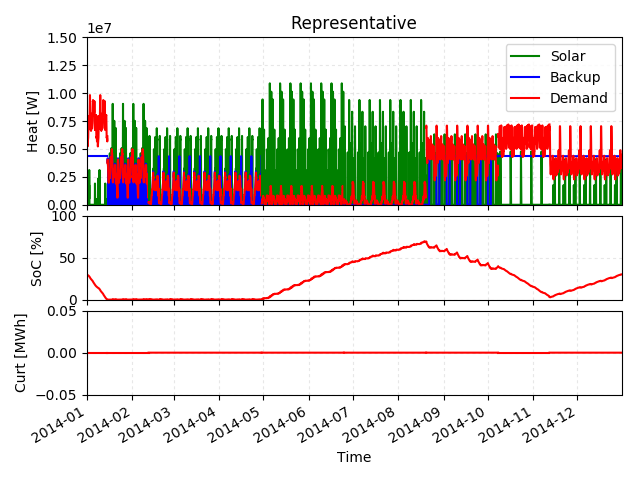 Representative
1e7
1.50
1.25
1.00
0.75
0.50
0.25
0.00
Heat [W]
Solar
Backup
Demand
100
50
0
SoC [%]
0.05
0.00
−0.05
Curt [MWh]
2014-01
2014-02
2014-03
2014-04
2014-05
2014-06
2014-07
2014-08
2014-09
2014-10
2014-11
2014-12
Time